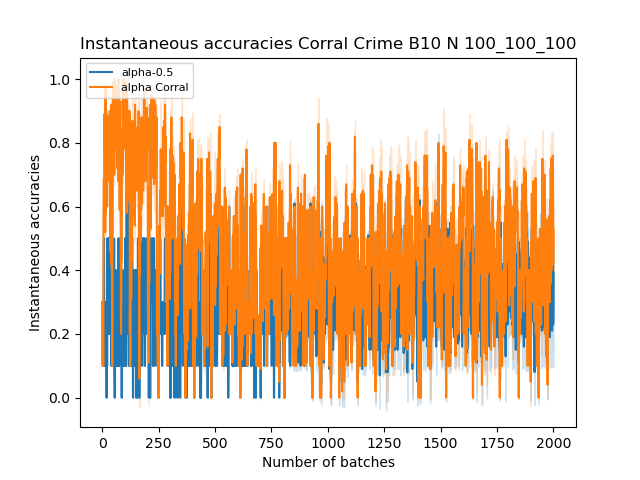 Instantaneous accuracies Corral Crime B10 N 100_100_100
alpha-0.5
alpha Corral
1.0
0.8
0.6
0.4
0.2
0.0
Instantaneous accuracies
0 250 500 750 1000 1250 1500 1750 2000
Number of batches